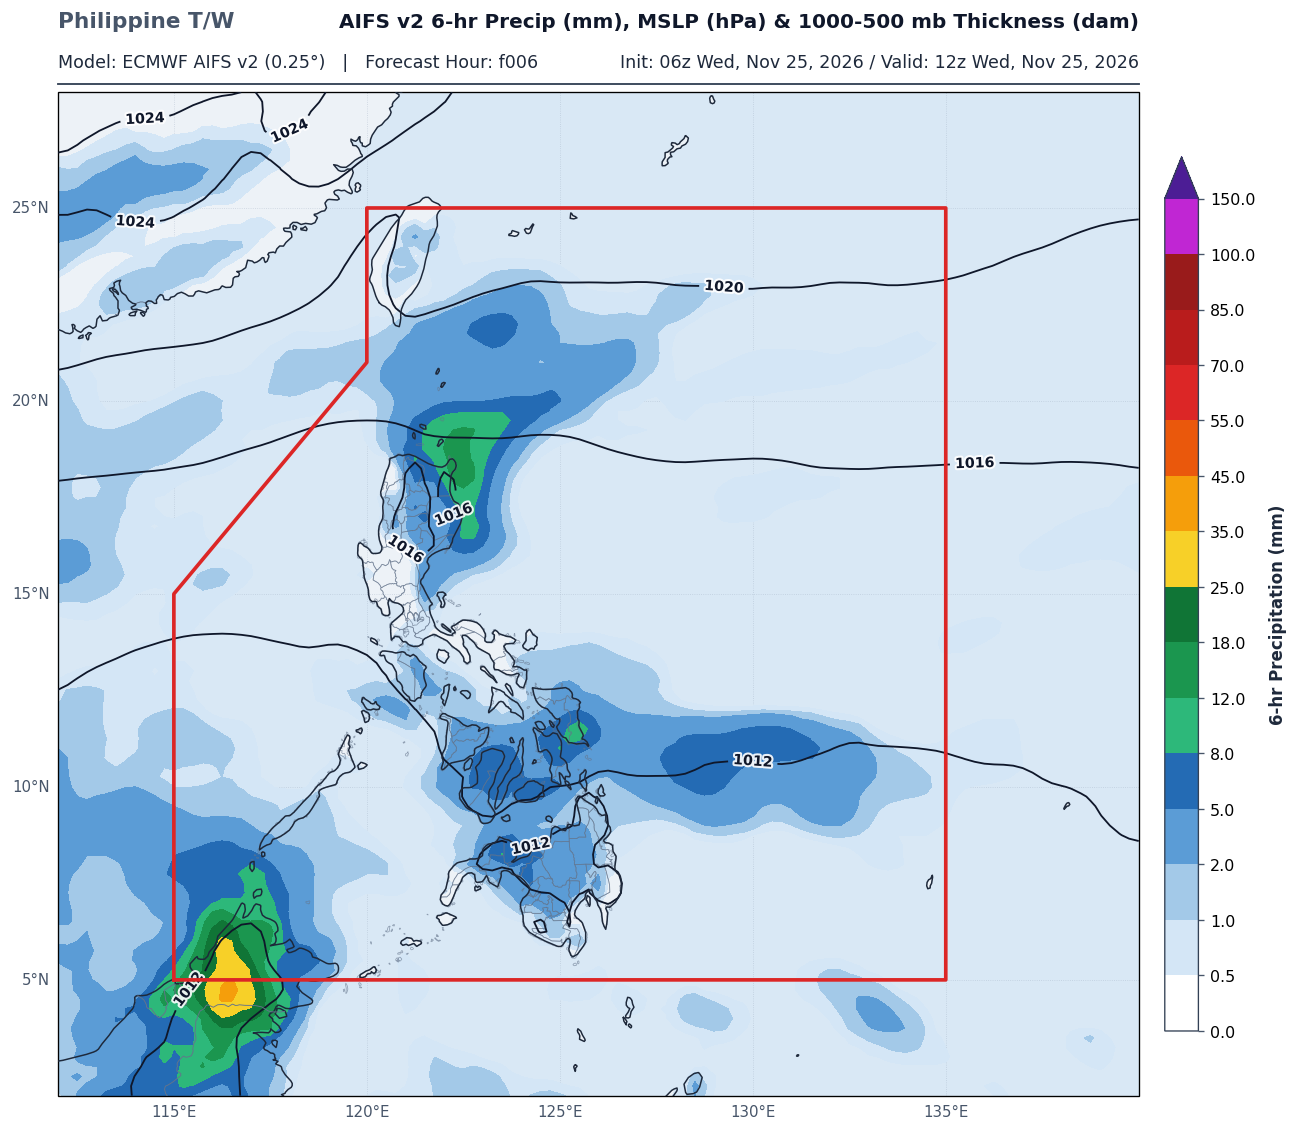 Philippine T/W
AIFS v2 6-hr Precip (mm), MSLP (hPa) & 1000-500 mb Thickness (dam)
Model: ECMWF AIFS v2 (0.25°) | Forecast Hour: f006
Init: 06z Wed, Nov 25, 2026 / Valid: 12z Wed, Nov 25, 2026
1024
1024
1024
1020
1016
1016
1016
1012
1012
1012
25°N
20°N
15°N
10°N
5°N
115°E
120°E
125°E
130°E
135°E
150.0
100.0
85.0
70.0
55.0
45.0
35.0
25.0
18.0
12.0
8.0
5.0
2.0
1.0
0.5
0.0
6-hr Precipitation (mm)